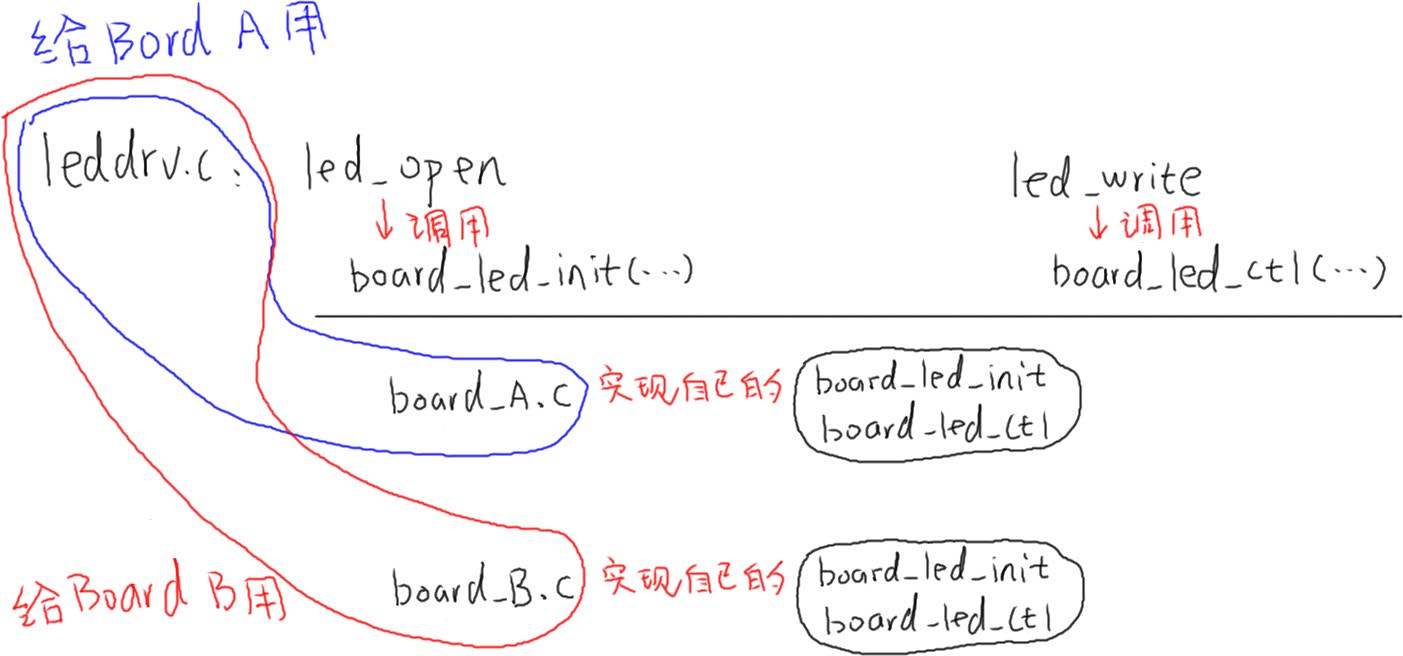 给Bord A用
leddrv.c: led_open led_write
↓调用 ↓调用
board_led_init(...) board_led_ctl(...)
board_A.c 实现自己的 board_led_init
board_led_ctl
board_B.c 实现自己的 board_led_init
board_led_ctl
给Board B用